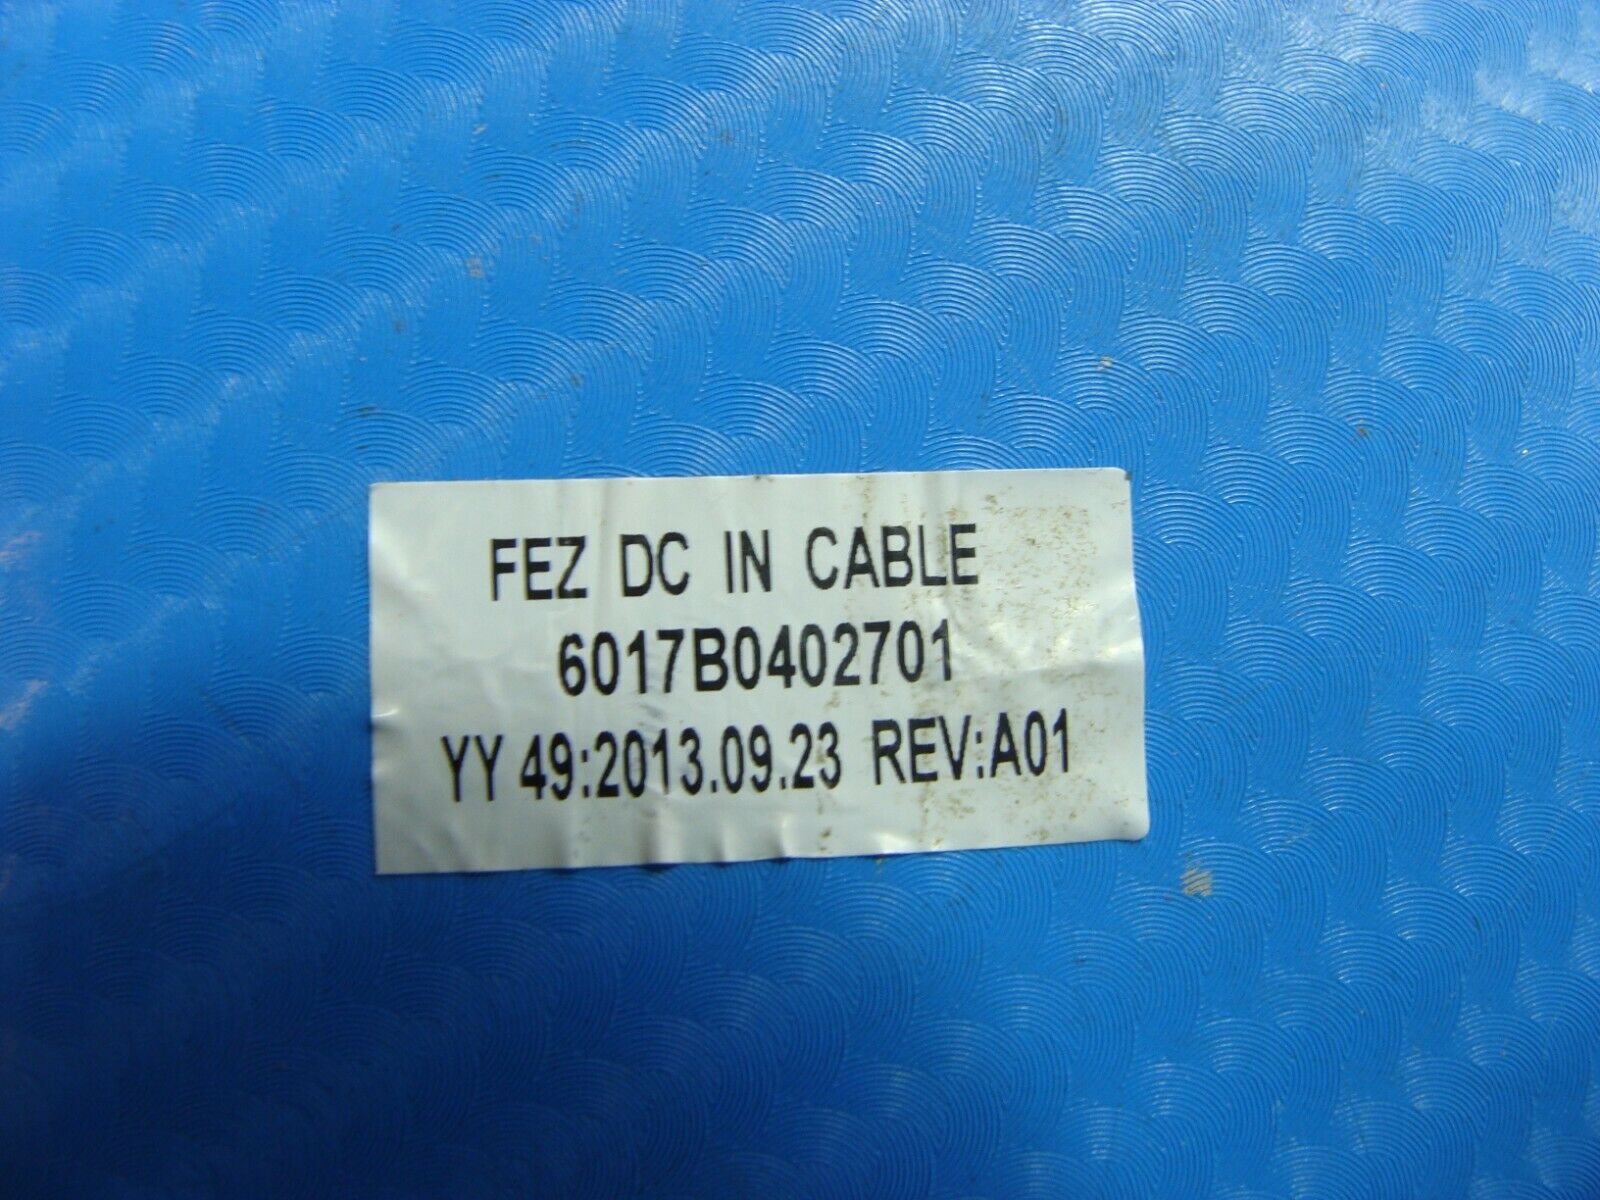 FEZ DC IN CABLE
6017B0402701
YY 49:2013.09.23 REV:A01